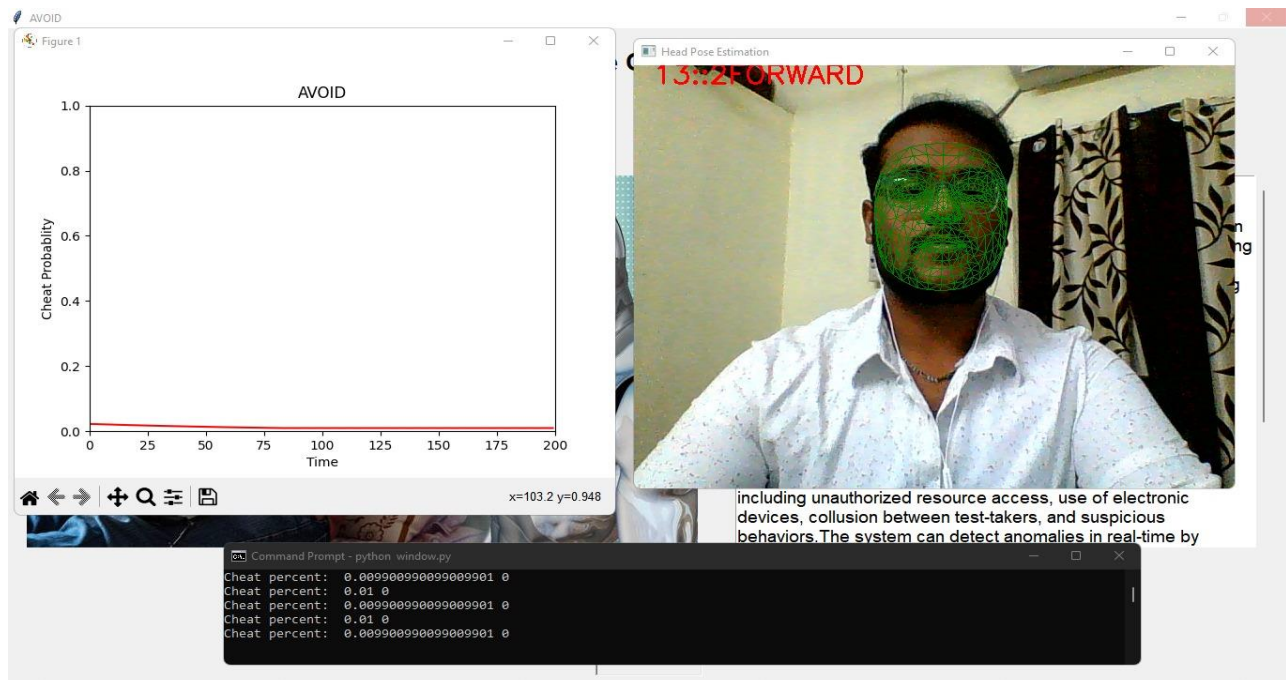 AVOID
Figure 1
AVOID
1.0
0.8
0.6
0.4
0.2
0.0
Cheat Probablity
0 25 50 75 100 125 150 175 200
Time
x=103.2 y=0.948
Head Pose Estimation
13::2FORWARD
including unauthorized resource access, use of electronic
devices, collusion between test-takers, and suspicious
behaviors.The system can detect anomalies in real-time by
Command Prompt - python window.py
Cheat percent: 0.009900990099009901 0
Cheat percent: 0.01 0
Cheat percent: 0.009900990099009901 0
Cheat percent: 0.01 0
Cheat percent: 0.009900990099009901 0